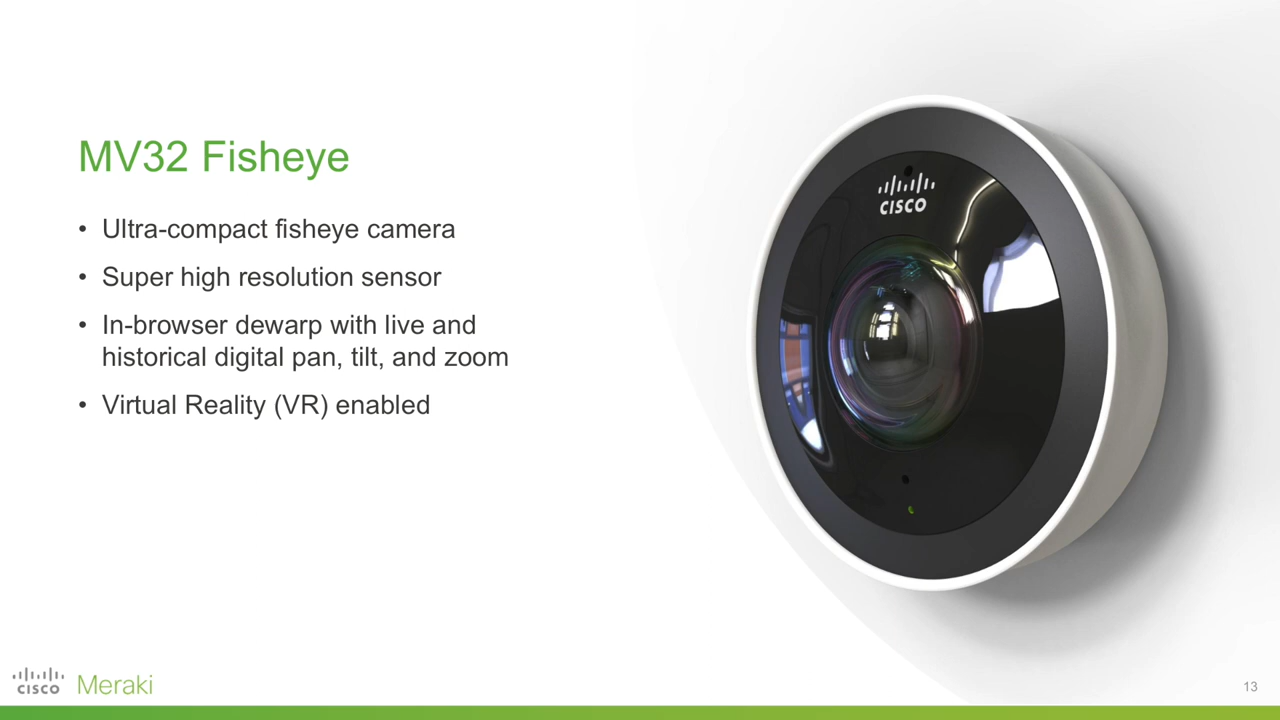 MV32 Fisheye
• Ultra-compact fisheye camera
• Super high resolution sensor
• In-browser dewarp with live and
historical digital pan, tilt, and zoom
• Virtual Reality (VR) enabled
CISCO
CISCO Meraki
13